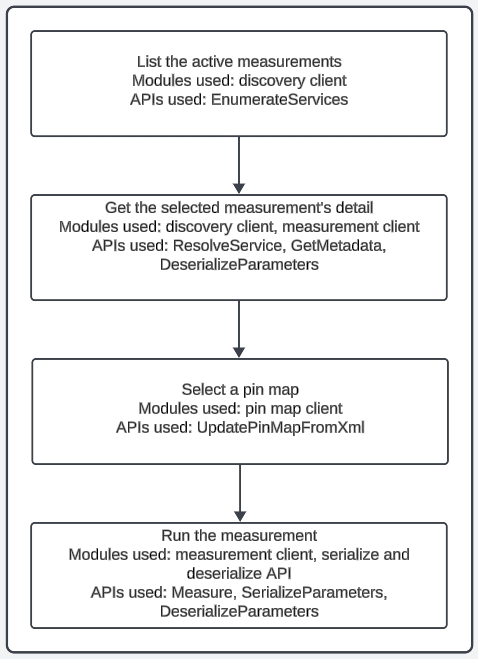 List the active measurements
Modules used: discovery client
APIs used: EnumerateServices
Get the selected measurement's detail
Modules used: discovery client, measurement client
APIs used: ResolveService, GetMetadata,
DeserializeParameters
Select a pin map
Modules used: pin map client
APIs used: UpdatePinMapFromXml
Run the measurement
Modules used: measurement client, serialize and
deserialize API
APIs used: Measure, SerializeParameters,
DeserializeParameters